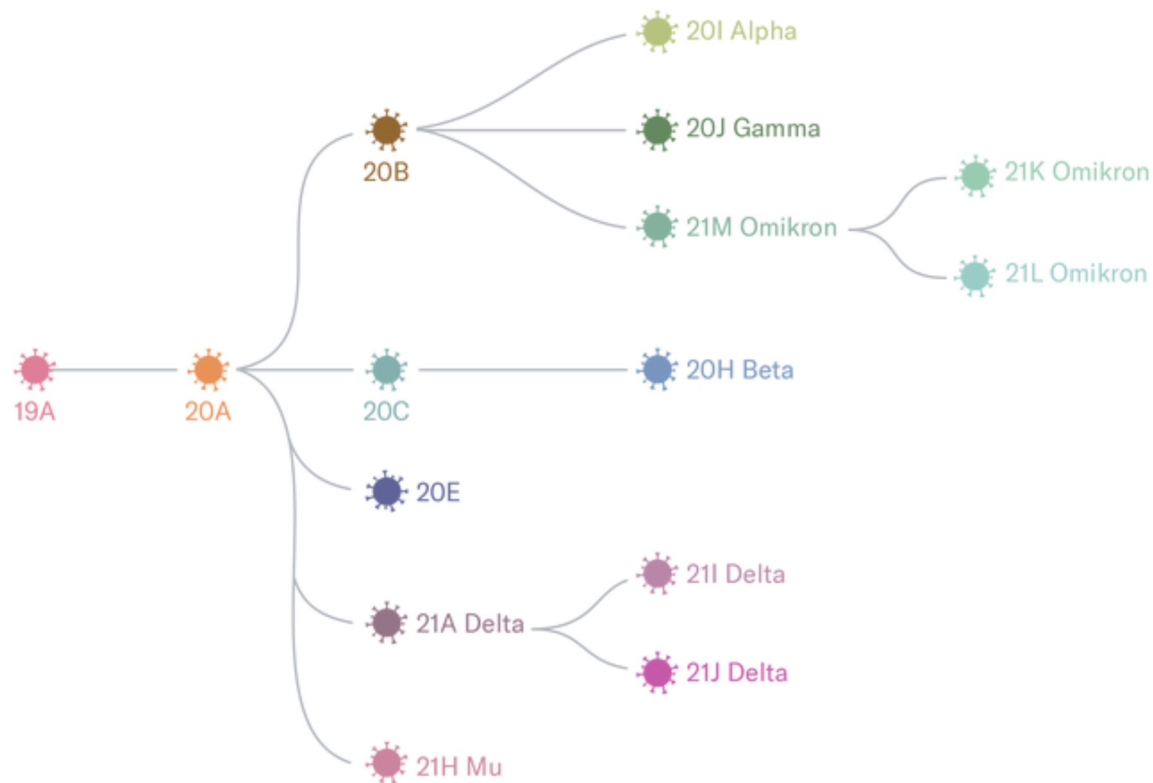 20I Alpha
20J Gamma
20B
21K Omikron
21M Omikron
21L Omikron
19A
20A
20C
20H Beta
20E
21I Delta
21A Delta
21J Delta
21H Mu